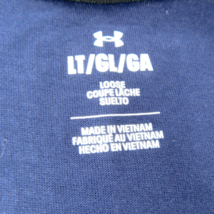 LT/GL/GA
LOOSE
COUPE LÂCHE
SUELTO
MADE IN VIETNAM
FABRIQUÉ AU VIETNAM
HECHO EN VIETNAM